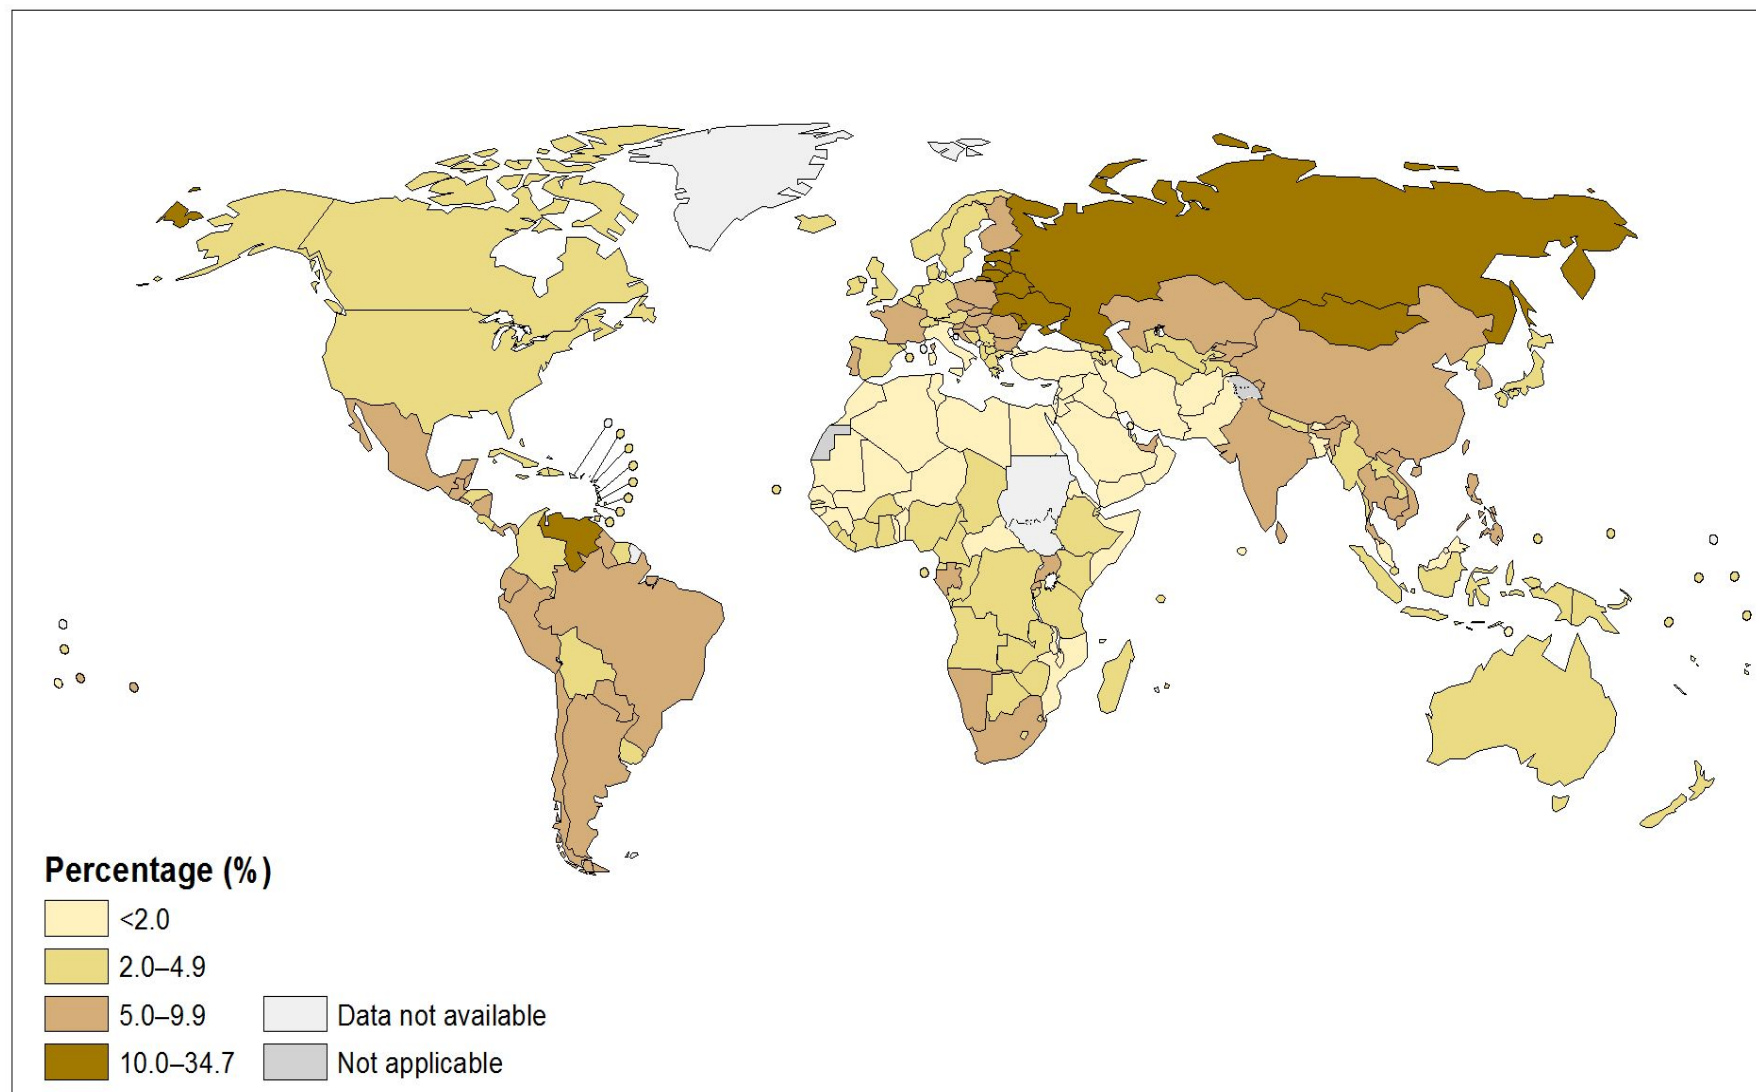 Percentage (%)
<2.0
2.0–4.9
5.0–9.9
10.0–34.7
Data not available
Not applicable